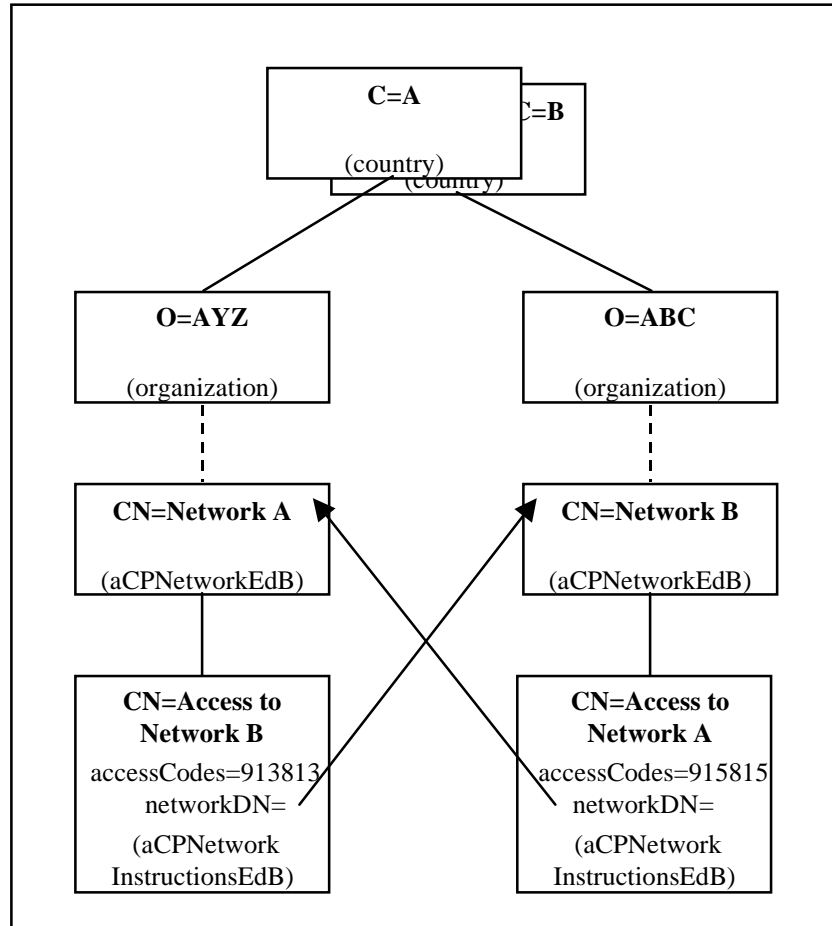 C=A
C=B
(country)
(country)
O=AYZ
O=ABC
(organization)
(organization)
CN=Network A
CN=Network B
(aCPNetworkEdB)
(aCPNetworkEdB)
CN=Access to
Network B
accessCodes=913813
networkDN=
(aCPNetwork
InstructionsEdB)
CN=Access to
Network A
accessCodes=915815
networkDN=
(aCPNetwork
InstructionsEdB)